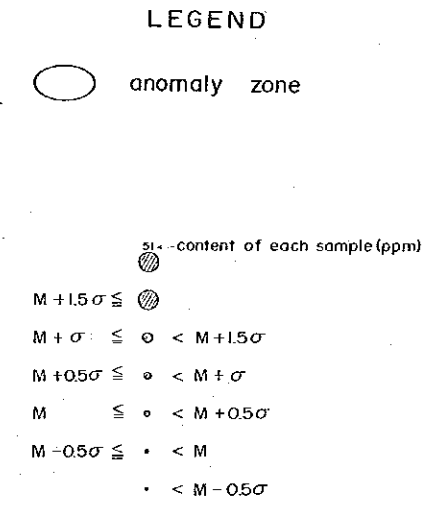 LEGEND
anomaly zone
51 -content of each sample (ppm)
M+1.5σ ≦
M+σ ≦ < M+1.5σ
M+0.5σ ≦ < M+σ
M ≦ < M+0.5σ
M-0.5σ ≦ < M
< M-0.5σ